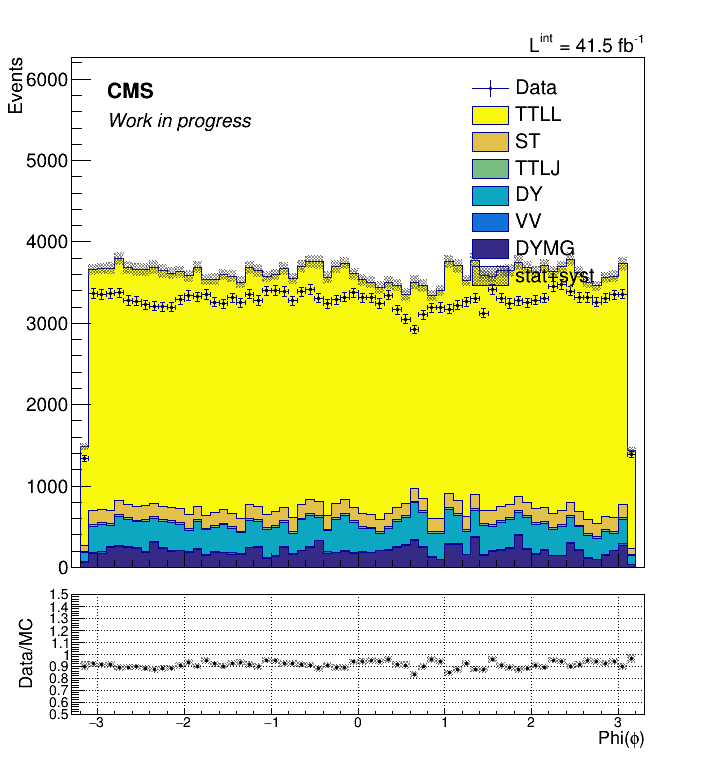 L^int = 41.5 fb^-1
Events
6000
5000
4000
3000
2000
1000
0
CMS
Work in progress
Data
TTLL
ST
TTLJ
DY
VV
DYMG
stat+syst
Data/MC
1.5
1.4
1.3
1.2
1.1
1
0.9
0.8
0.7
0.6
0.5
−3 −2 −1 0 1 2 3
Phi(ϕ)